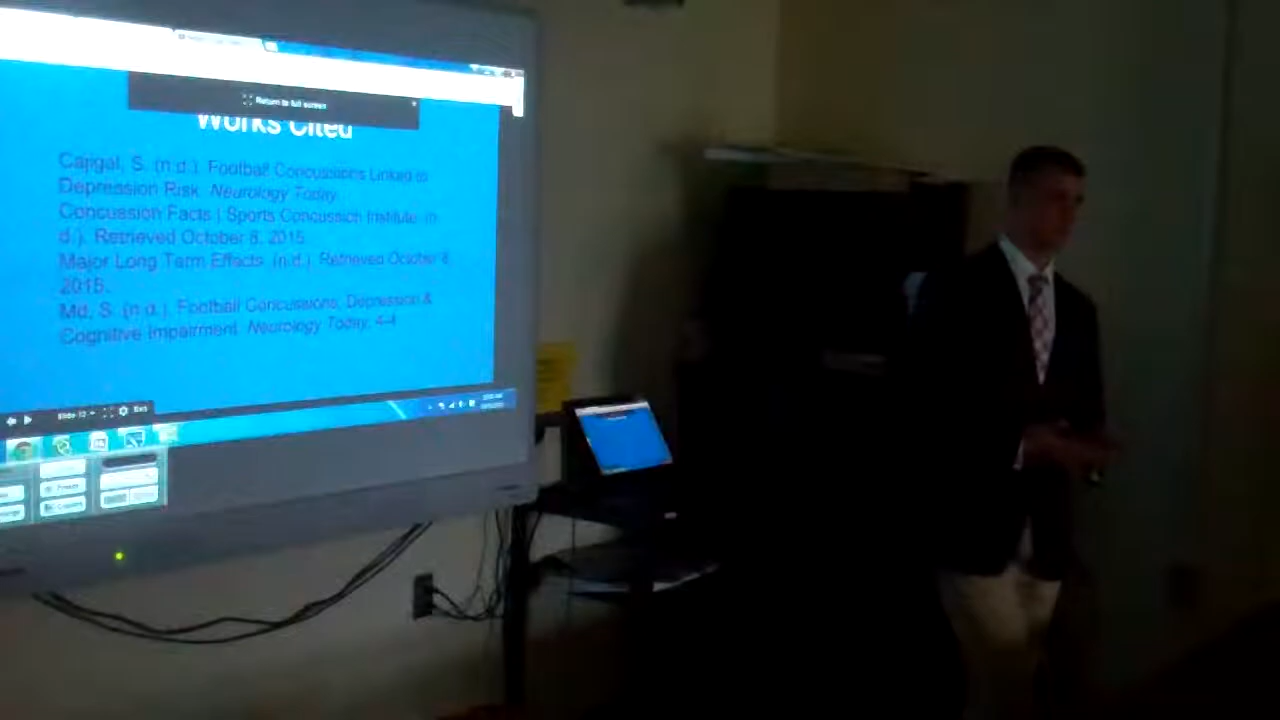 Return to full screen
Works Cited
Cajigal, S. (n.d.). Football Concussions Linked to
Depression Risk. Neurology Today.
Concussion Facts | Sports Concussion Institute. (n.
d.). Retrieved October 8, 2015.
Major Long Term Effects. (n.d.). Retrieved October 8,
2015.
Md, S. (n.d.). Football Concussions, Depression &
Cognitive Impairment. Neurology Today, 4-4.
Exit
Freeze